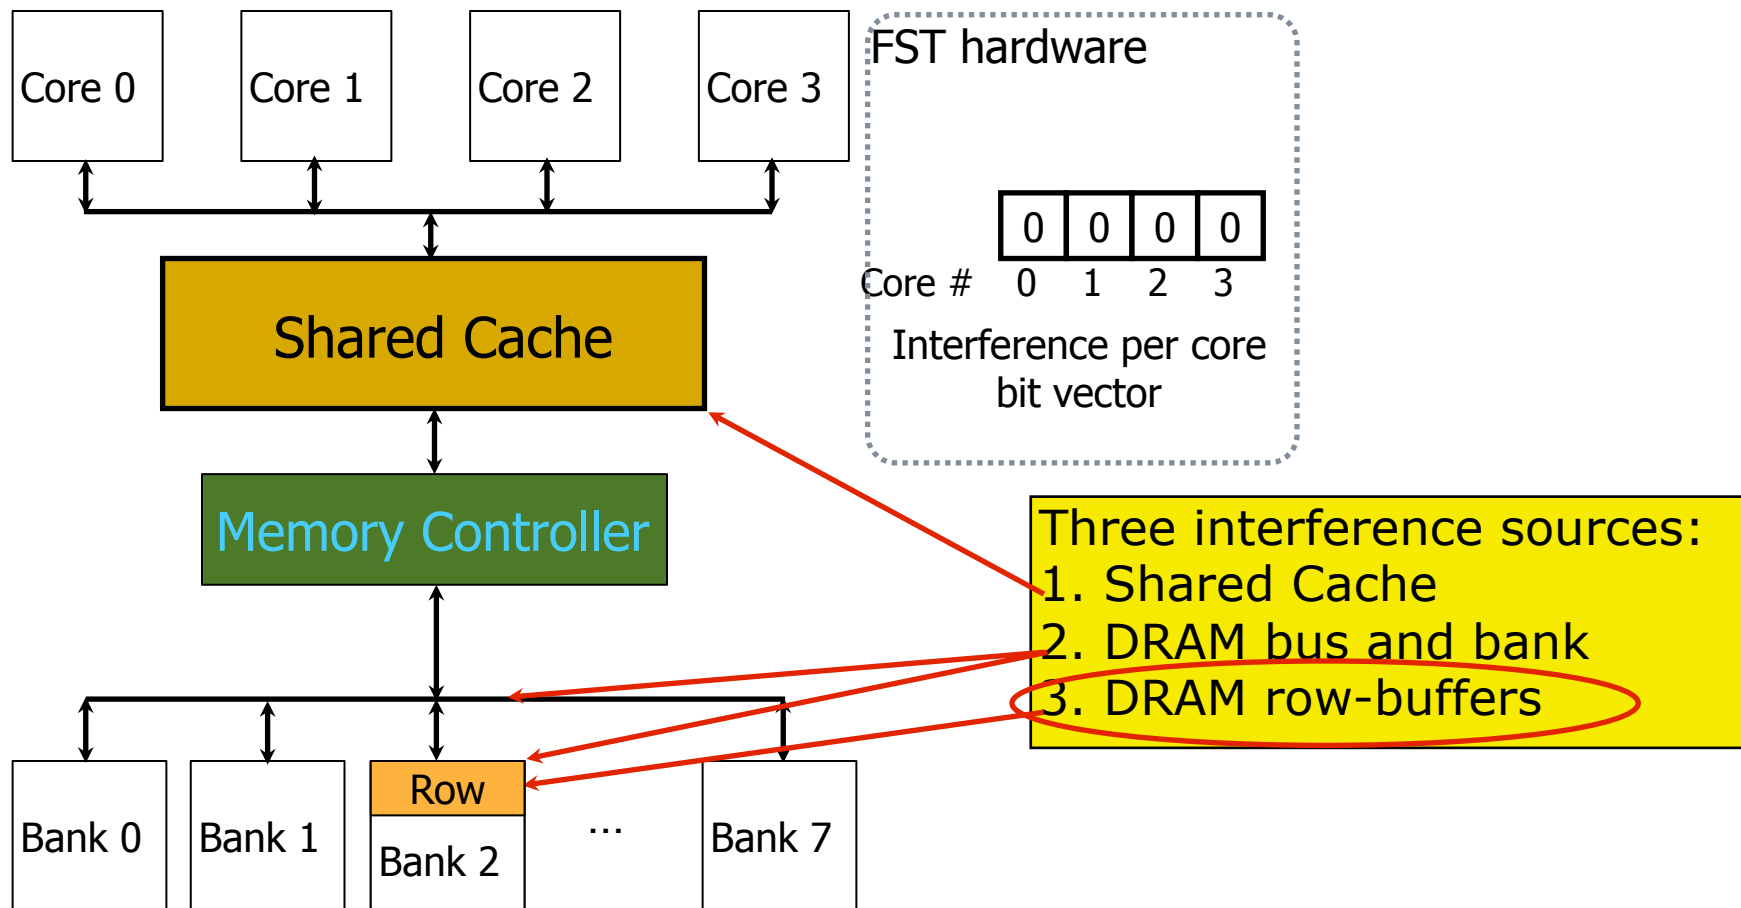 Core 0
Core 1
Core 2
Core 3
FST hardware
0 0 0 0
Core # 0 1 2 3
Interference per core
bit vector
Shared Cache
Memory Controller
Three interference sources:
1. Shared Cache
2. DRAM bus and bank
3. DRAM row-buffers
Bank 0
Bank 1
Row
Bank 2
...
Bank 7